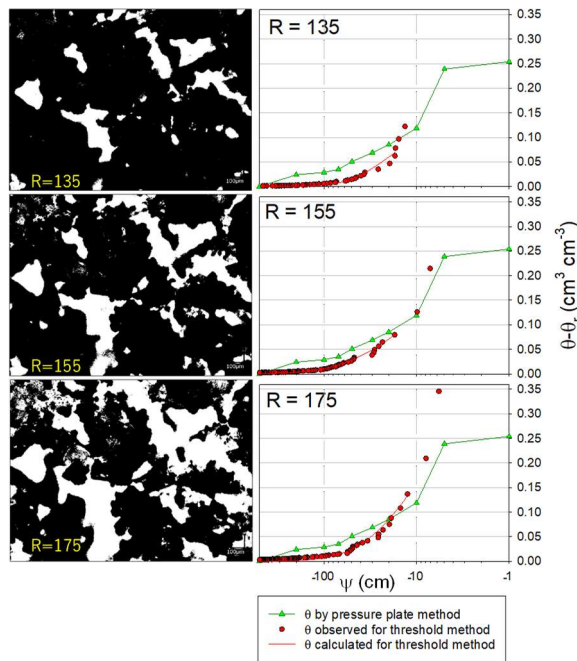 R=135
100µm
R = 135
0.35
0.30
0.25
0.20
0.15
0.10
0.05
0.00
R=155
100µm
R = 155
0.35
0.30
0.25
0.20
0.15
0.10
0.05
0.00
θ-θr (cm³ cm⁻³)
R=175
100µm
R = 175
0.35
0.30
0.25
0.20
0.15
0.10
0.05
0.00
-100 -10 -1
ψ (cm)
θ by pressure plate method
θ observed for threshold method
θ calculated for threshold method